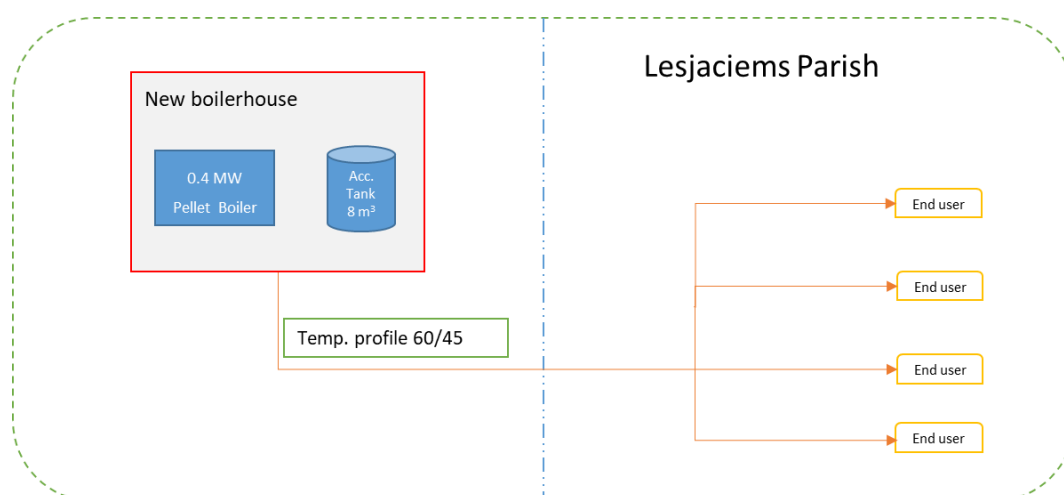 Lesjaciems Parish
New boilerhouse
0.4 MW
Pellet Boiler
Acc.
Tank
8 m³
End user
End user
Temp. profile 60/45
End user
End user